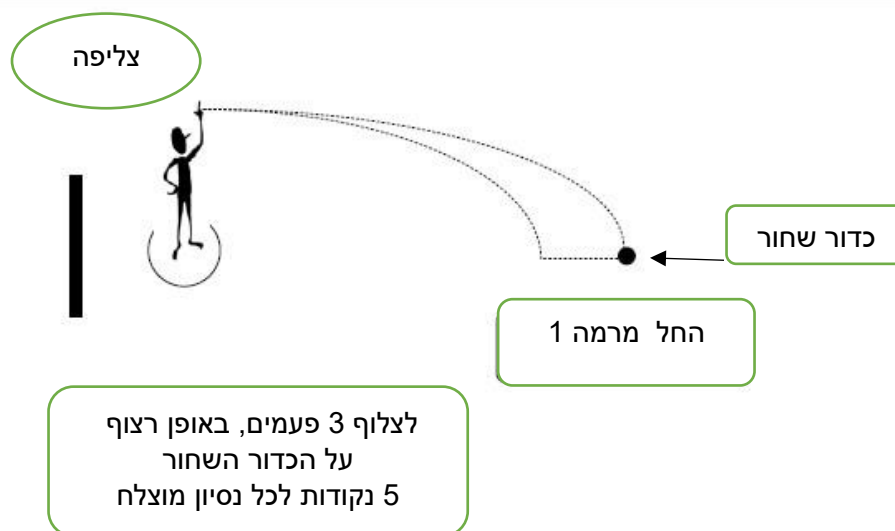 צליפה
כדור שחור
החל מרמה 1
לצלוף 3 פעמים, באופן רצוף
על הכדור השחור
5 נקודות לכל נסיון מוצלח